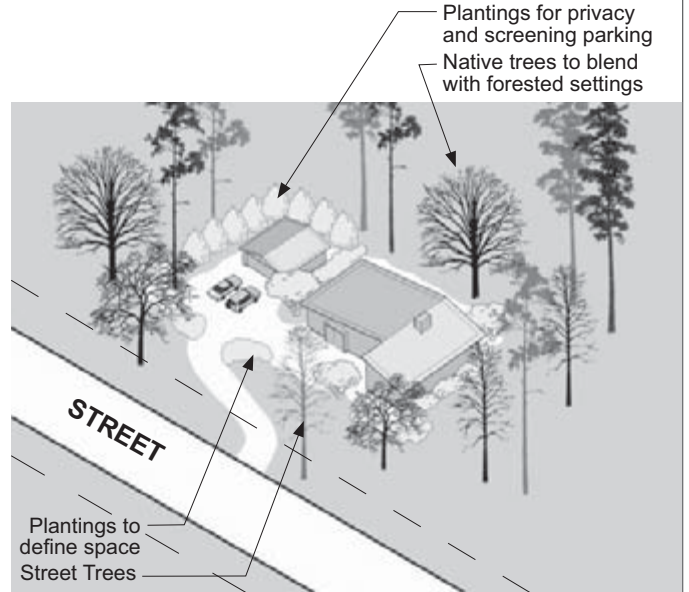 Plantings for privacy
and screening parking
Native trees to blend
with forested settings
STREET
Plantings to
define space
Street Trees